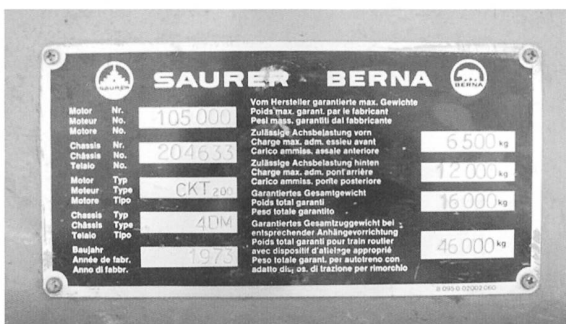 SAURER
SAURER BERNA
BERNA
Motor Nr.
Moteur No.
Motore No.
105 000
Chassis Nr.
Châssis No.
Telaio No.
204633
Motor Typ
Moteur Type
Motore Tipo
CKT 200
Chassis Typ
Châssis Type
Telaio Tipo
4DM
Baujahr
Année de fabr.
Anno di fabbr.
1973
Vom Hersteller garantierte max. Gewichte
Poids max. garant. par le fabricant
Pesi mass. garantiti dal fabbricante
Zulässige Achsbelastung vorn
Charge max. adm. essieu avant
Carico ammiss. assale anteriore
6 500 kg
Zulässige Achsbelastung hinten
Charge max. adm. pont arrière
Carico ammiss. ponte posteriore
12 000 kg
Garantiertes Gesamtgewicht
Poids total garanti
Peso totale garantito
16 000 kg
Garantiertes Gesamtzuggewicht bei
entsprechender Anhängevorrichtung
Poids total garanti pour train routier
avec dispositif d'attelage approprié
Peso totale garant. per autotreno con
adatto dispos. di trazione per rimorchio
46 000 kg